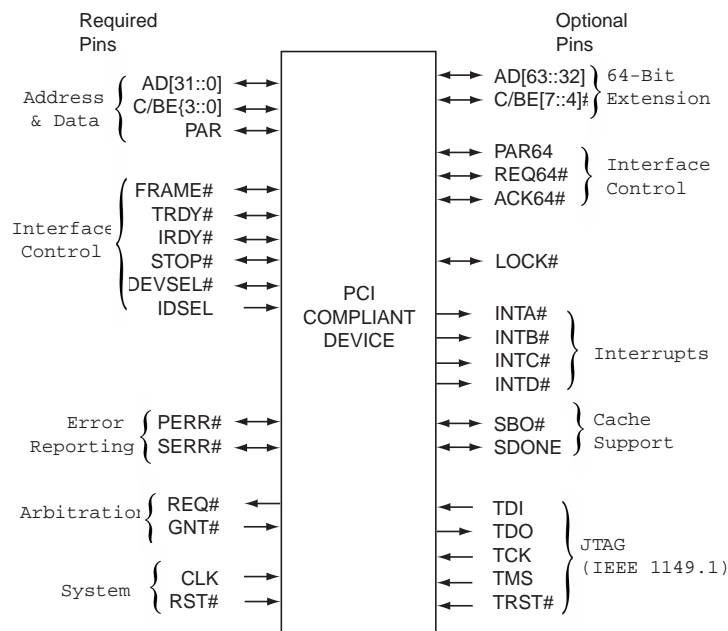 Required
Pins
Optional
Pins
Address
& Data
AD[31::0]
C/BE{3::0}
PAR
Interface
Control
FRAME#
TRDY#
IRDY#
STOP#
DEVSEL#
IDSEL
Error
Reporting
PERR#
SERR#
Arbitration
REQ#
GNT#
System
CLK
RST#
PCI
COMPLIANT
DEVICE
AD[63::32]
C/BE[7::4]#
64-Bit
Extension
PAR64
REQ64#
ACK64#
Interface
Control
LOCK#
INTA#
INTB#
INTC#
INTD#
Interrupts
SBO#
SDONE
Cache
Support
TDI
TDO
TCK
TMS
TRST#
JTAG
(IEEE 1149.1)